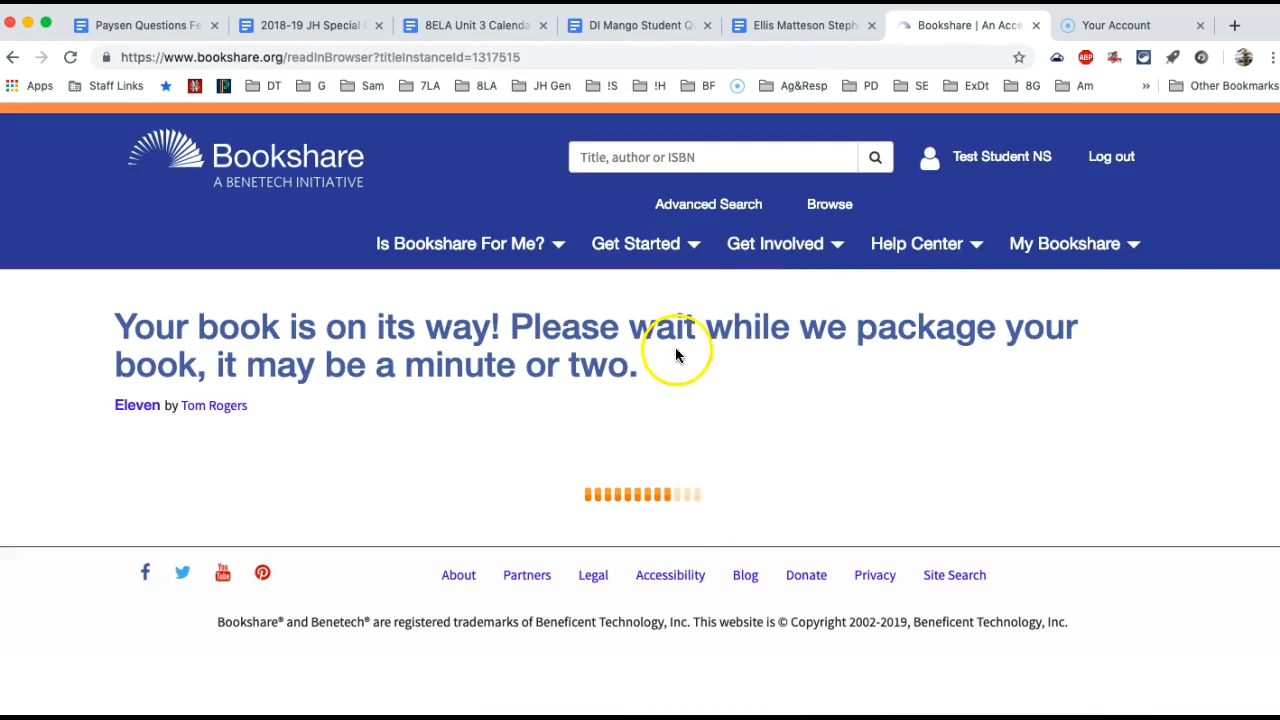 Paysen Questions Fe
2018-19 JH Special E
8ELA Unit 3 Calenda
DI Mango Student Q
Ellis Matteson Steph
Bookshare | An Acce
Your Account
https://www.bookshare.org/readInBrowser?titleInstanceId=1317515
ABP
Apps
Staff Links
DT
G
Sam
7LA
8LA
JH Gen
!S
!H
BF
Ag&Resp
PD
SE
ExDt
8G
Am
»
Other Bookmarks
Bookshare
A BENETECH INITIATIVE
Title, author or ISBN
Test Student NS
Log out
Advanced Search
Browse
Is Bookshare For Me?
Get Started
Get Involved
Help Center
My Bookshare
Your book is on its way! Please wait while we package your
book, it may be a minute or two.
Eleven by Tom Rogers
About
Partners
Legal
Accessibility
Blog
Donate
Privacy
Site Search
Bookshare® and Benetech® are registered trademarks of Beneficent Technology, Inc. This website is © Copyright 2002-2019, Beneficent Technology, Inc.